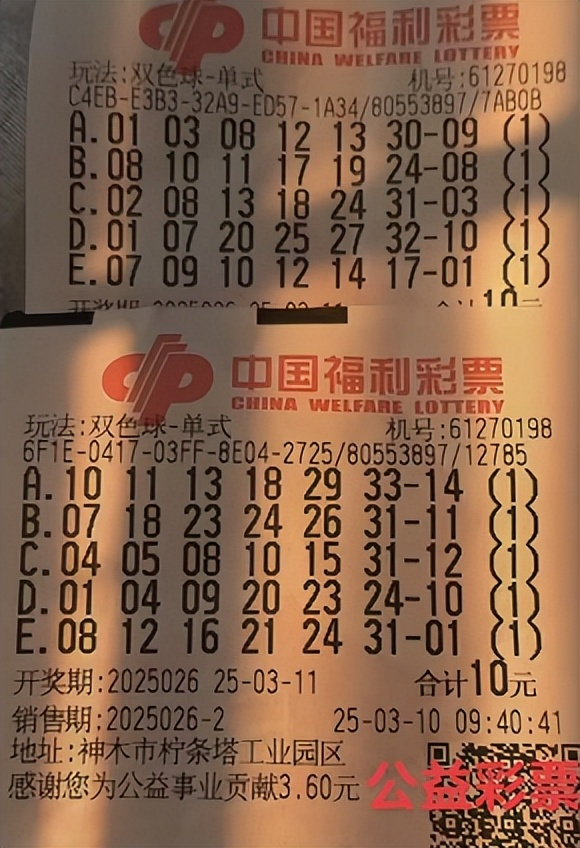 中国福利彩票
CHINA WELFARE LOTTERY
玩法:双色球-单式 机号:61270198
C4EB-E3B3-32A9-ED57-1A34/80553897/7AB0B
A.01 03 08 12 13 30-09 (1)
B.08 10 11 17 19 24-08 (1)
C.02 08 13 18 24 31-03 (1)
D.01 07 20 25 27 32-10 (1)
E.07 09 10 12 14 17-01 (1)
开奖期:2025026 25-03-11 合计10元
中国福利彩票
CHINA WELFARE LOTTERY
玩法:双色球-单式 机号:61270198
6F1E-0417-03FF-8E04-2725/80553897/12785
A.10 11 13 18 29 33-14 (1)
B.07 18 23 24 26 31-11 (1)
C.04 05 08 10 15 31-12 (1)
D.01 04 09 20 23 24-10 (1)
E.08 12 16 21 24 31-01 (1)
开奖期:2025026 25-03-11 合计10元
销售期:2025026-2 25-03-10 09:40:41
地址:神木市柠条塔工业园区
感谢您为公益事业贡献3.60元 公益彩票